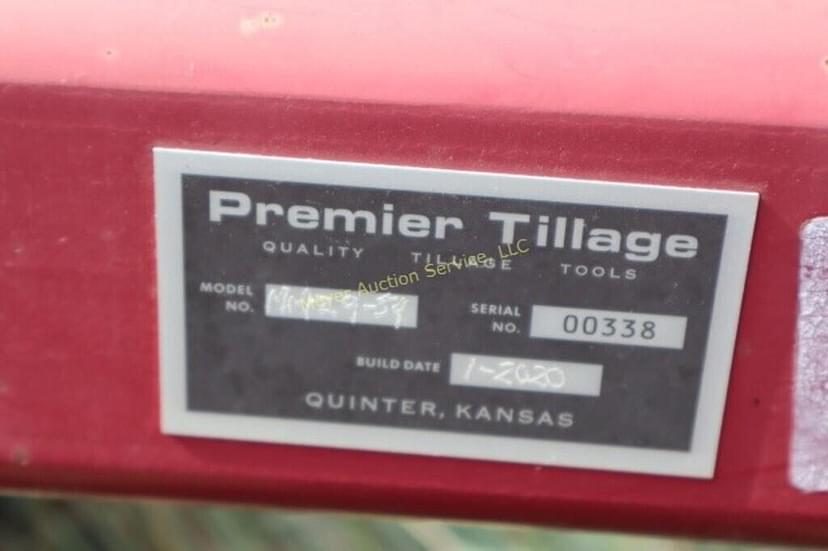 Premier Tillage
QUALITY TILLAGE TOOLS
Meyer Auction Service, LLC
MODEL NO.
SERIAL NO. 00338
BUILD DATE 1-2020
QUINTER, KANSAS